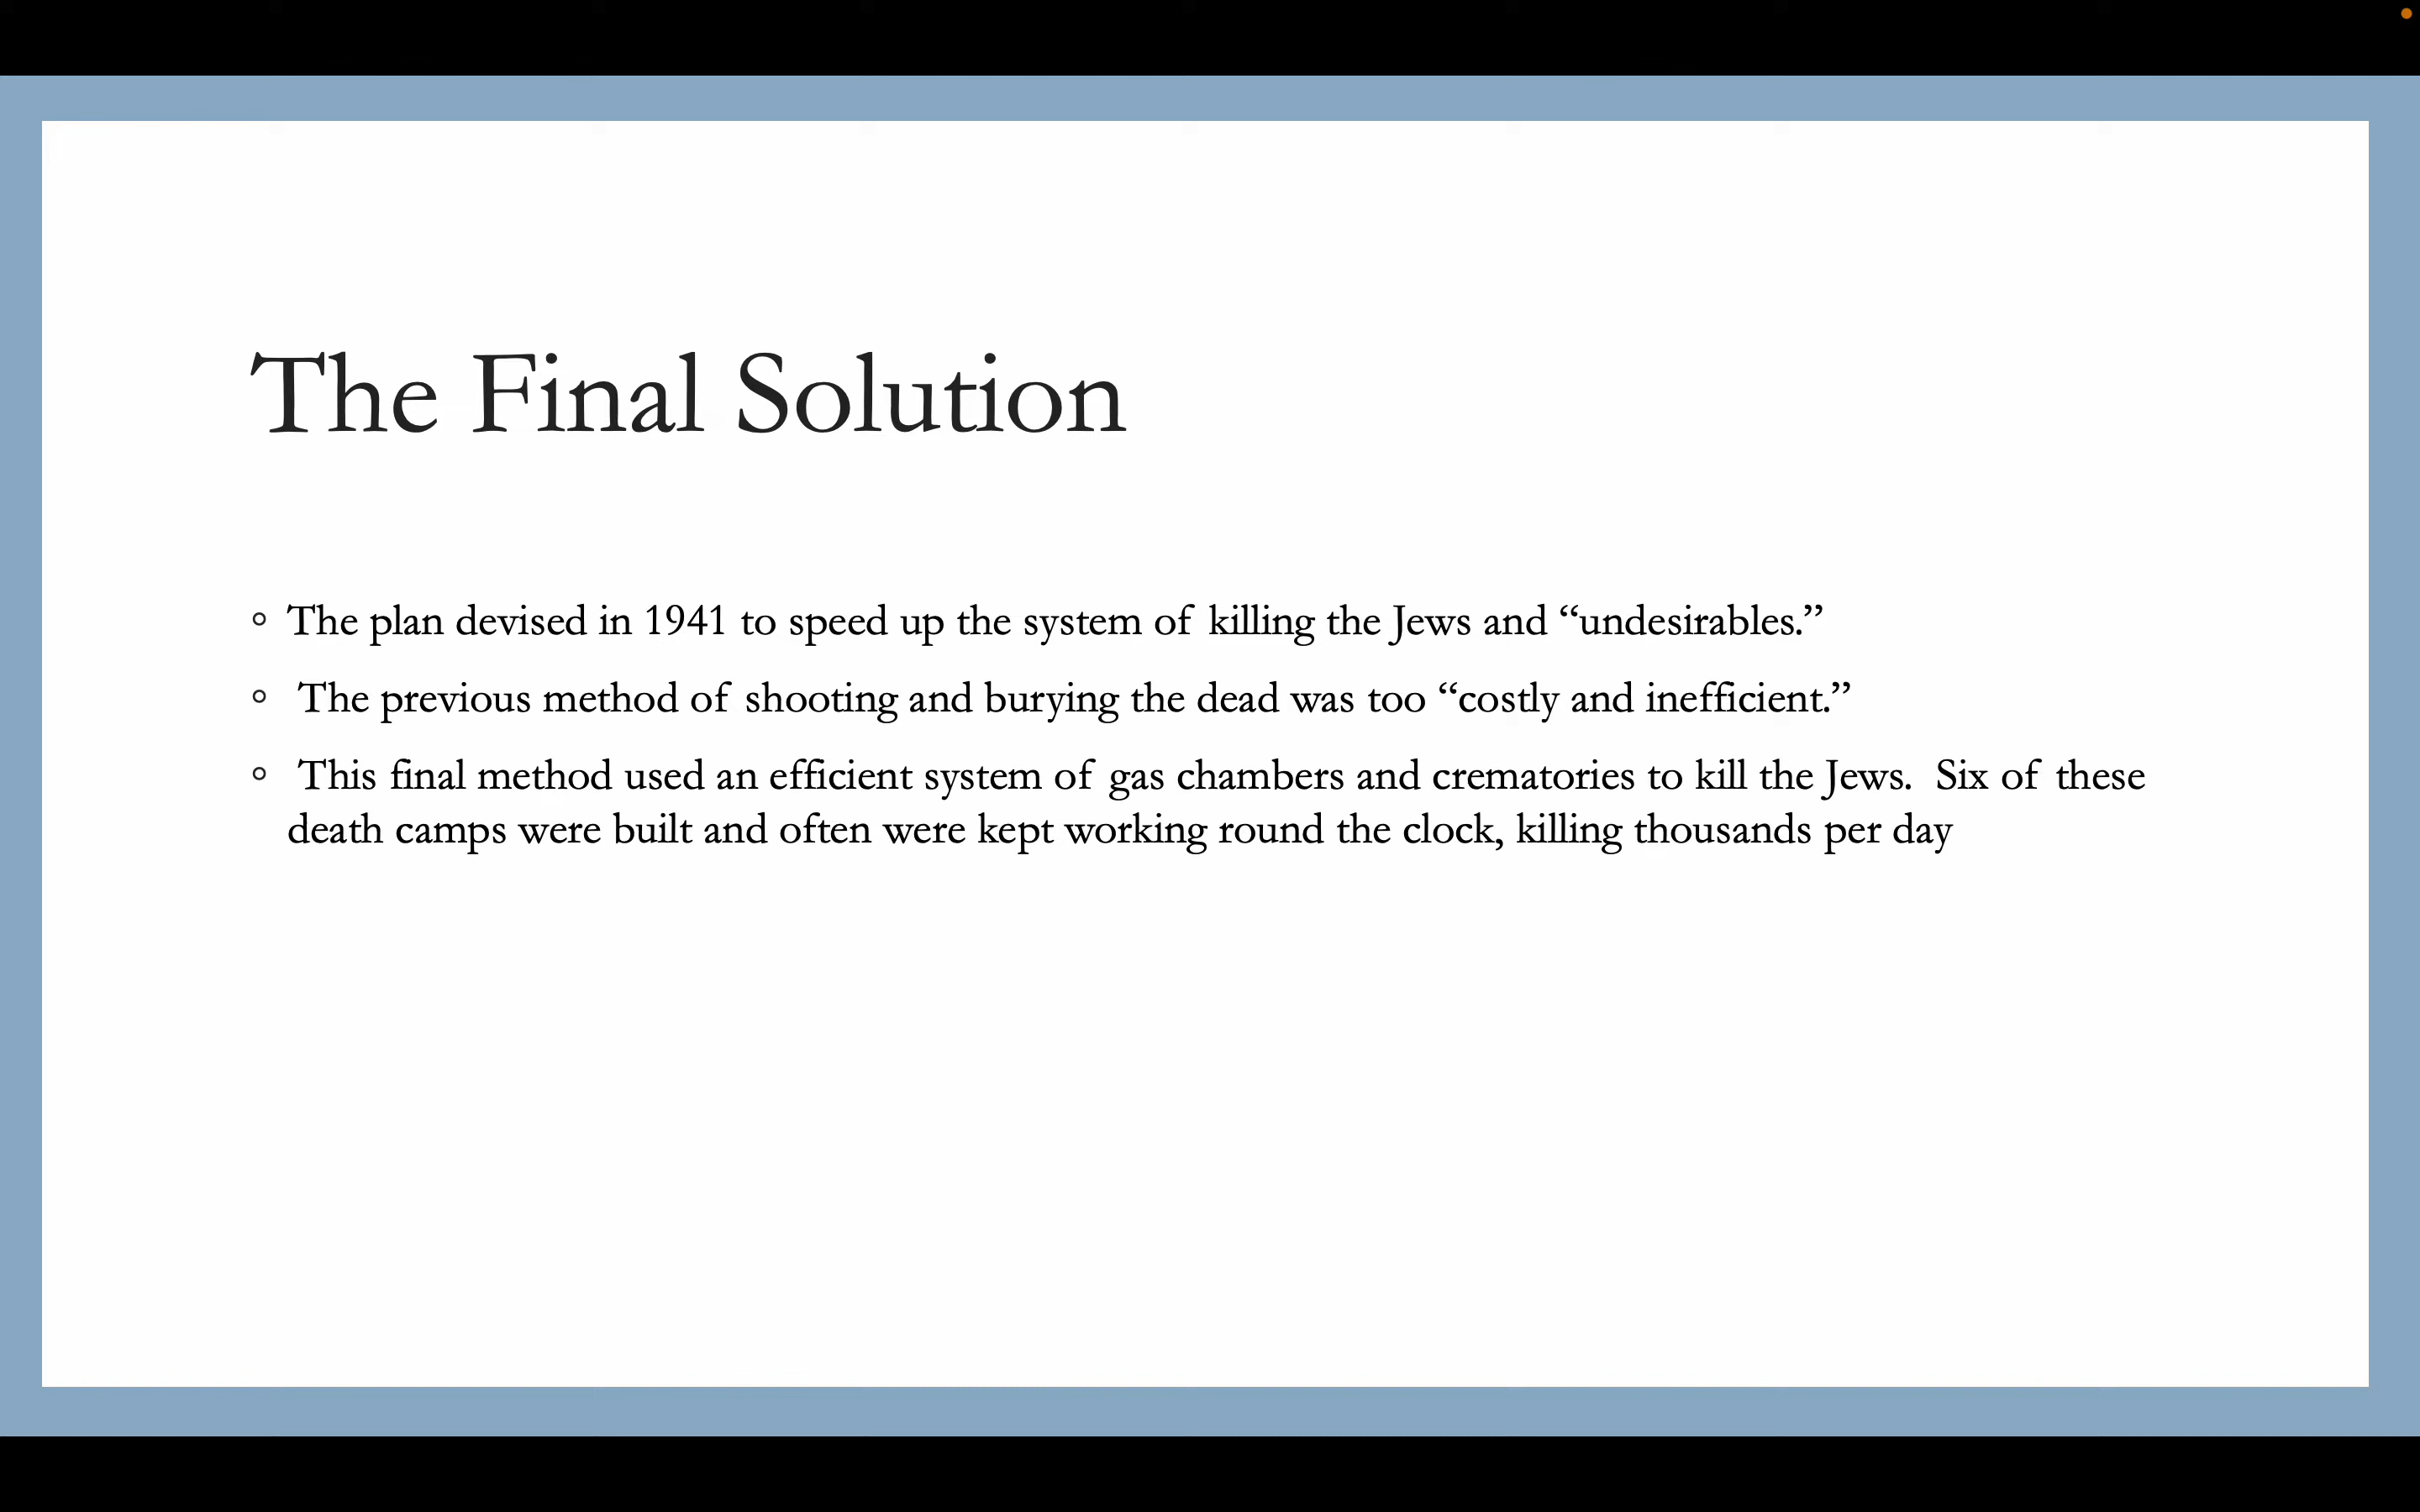 The Final Solution
The plan devised in 1941 to speed up the system of killing the Jews and “undesirables.”
The previous method of shooting and burying the dead was too “costly and inefficient.”
This final method used an efficient system of gas chambers and crematories to kill the Jews.  Six of these
death camps were built and often were kept working round the clock, killing thousands per day